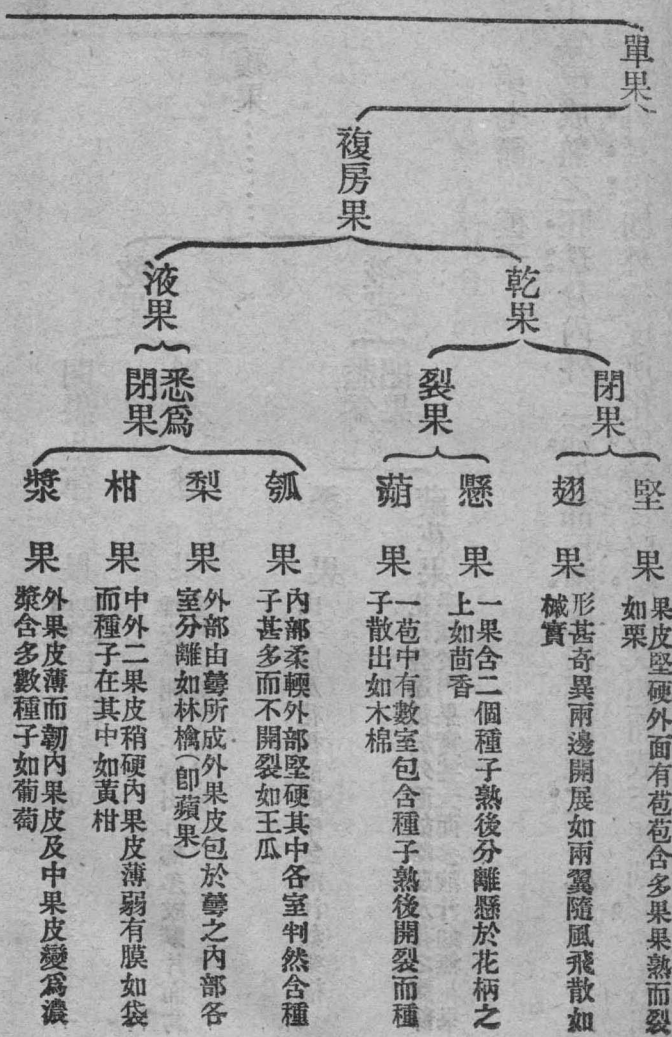 單果
複房果
乾果
閉果
堅果
果皮堅硬外面有苞苞含多果果熟而裂
如栗
翅果
形甚奇異兩邊開展如兩翼隨風飛散如
槭實
裂果
懸果
一果含二個種子熟後分離懸於花柄之
上如茴香
蒴果
一苞中有數室包含種子熟後開裂而種
子散出如木棉
液果
悉爲
閉果
瓠果
內部柔輭外部堅硬其中各室判然含種
子甚多而不開裂如王瓜
梨果
外部由萼所成外果皮包於萼之內部各
室分離如林檎(卽蘋果)
柑果
中外二果皮稍硬內果皮薄弱有膜如袋
而種子在其中如黃柑
漿果
外果皮薄而韌內果皮及中果皮變爲濃
漿含多數種子如葡萄